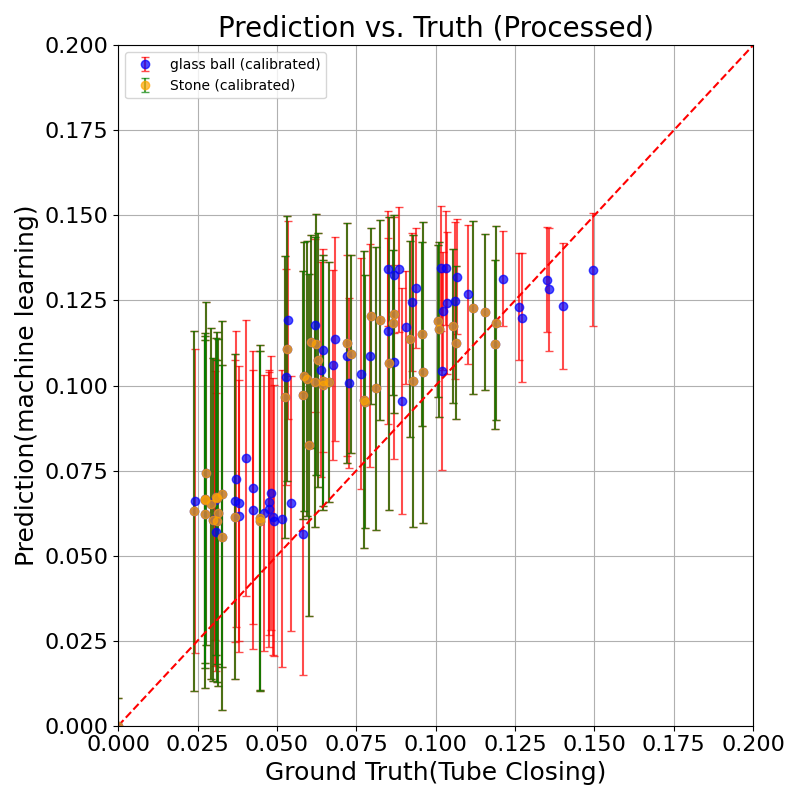 Prediction vs. Truth (Processed)
glass ball (calibrated)
Stone (calibrated)
Prediction(machine learning)
0.200
0.175
0.150
0.125
0.100
0.075
0.050
0.025
0.000
0.000 0.025 0.050 0.075 0.100 0.125 0.150 0.175 0.200
Ground Truth(Tube Closing)